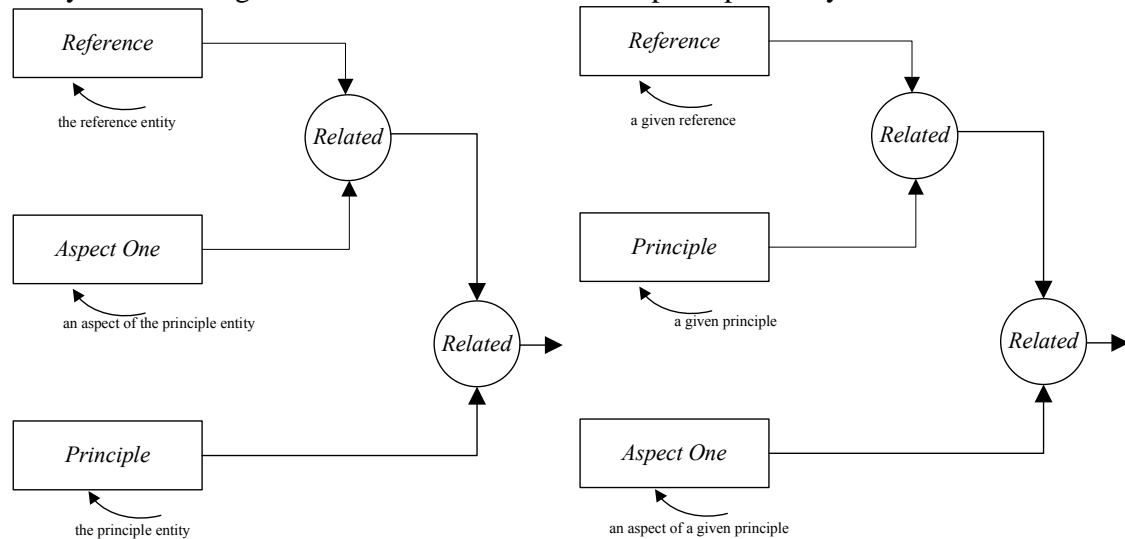 Reference
the reference entity
Related
Aspect One
an aspect of the principle entity
Related
Principle
the principle entity
Reference
a given reference
Related
Principle
a given principle
Related
Aspect One
an aspect of a given principle